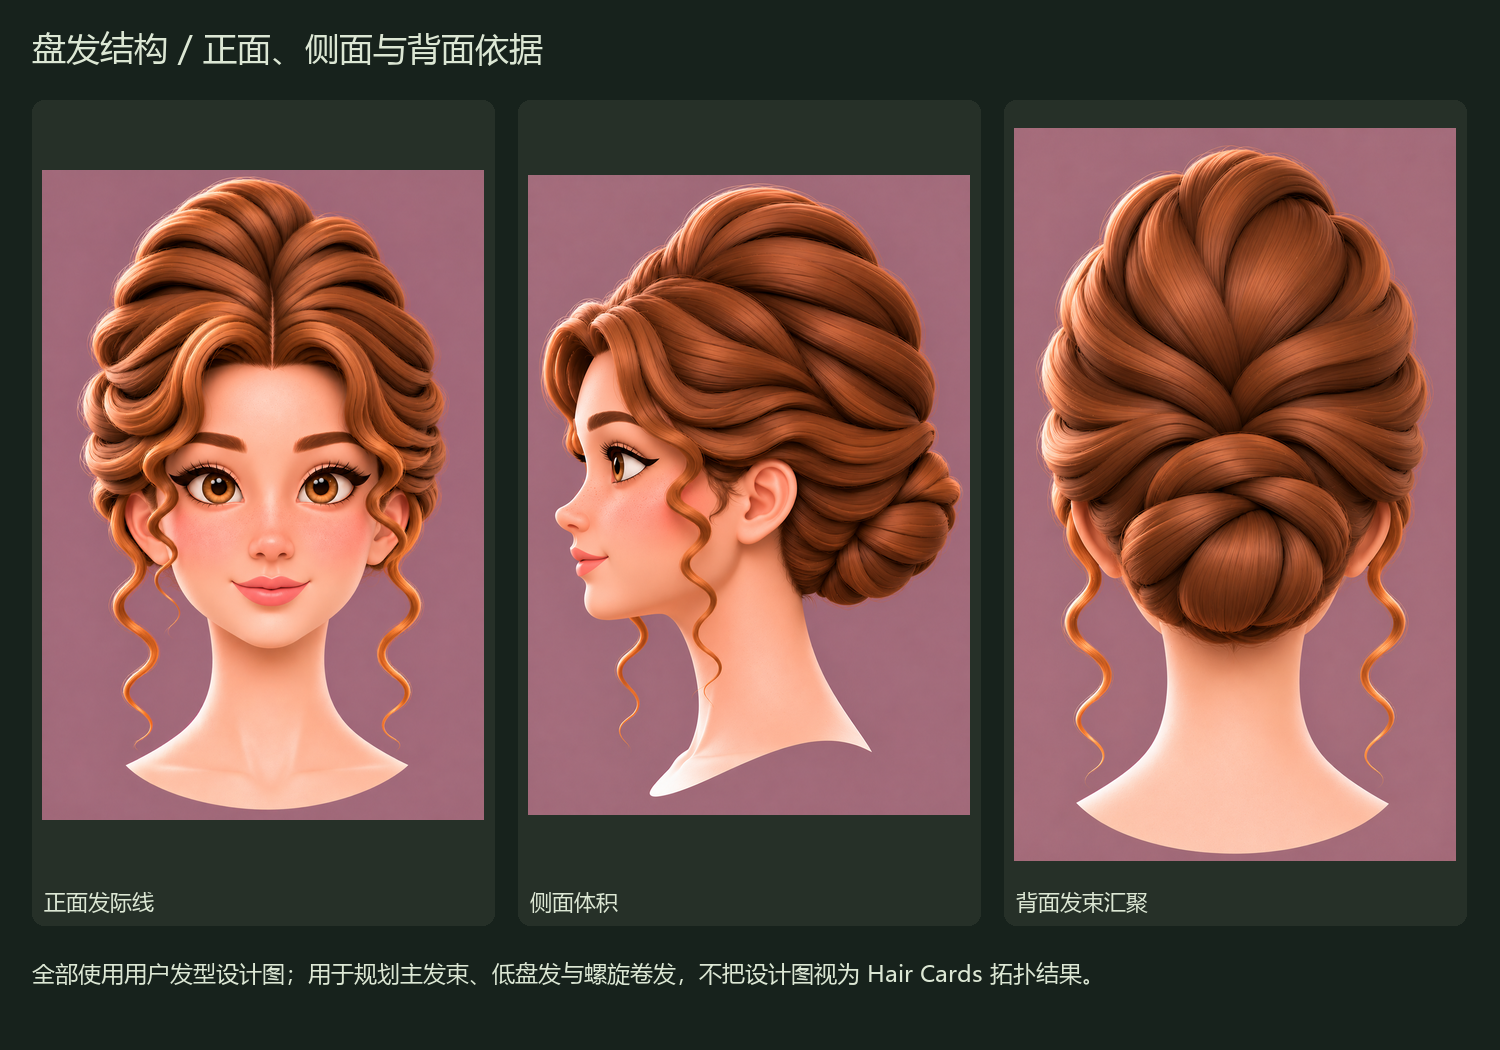 盘发结构 / 正面、侧面与背面依据
正面发际线
侧面体积
背面发束汇聚
全部使用用户发型设计图；用于规划主发束、低盘发与螺旋卷发，不把设计图视为 Hair Cards 拓扑结果。